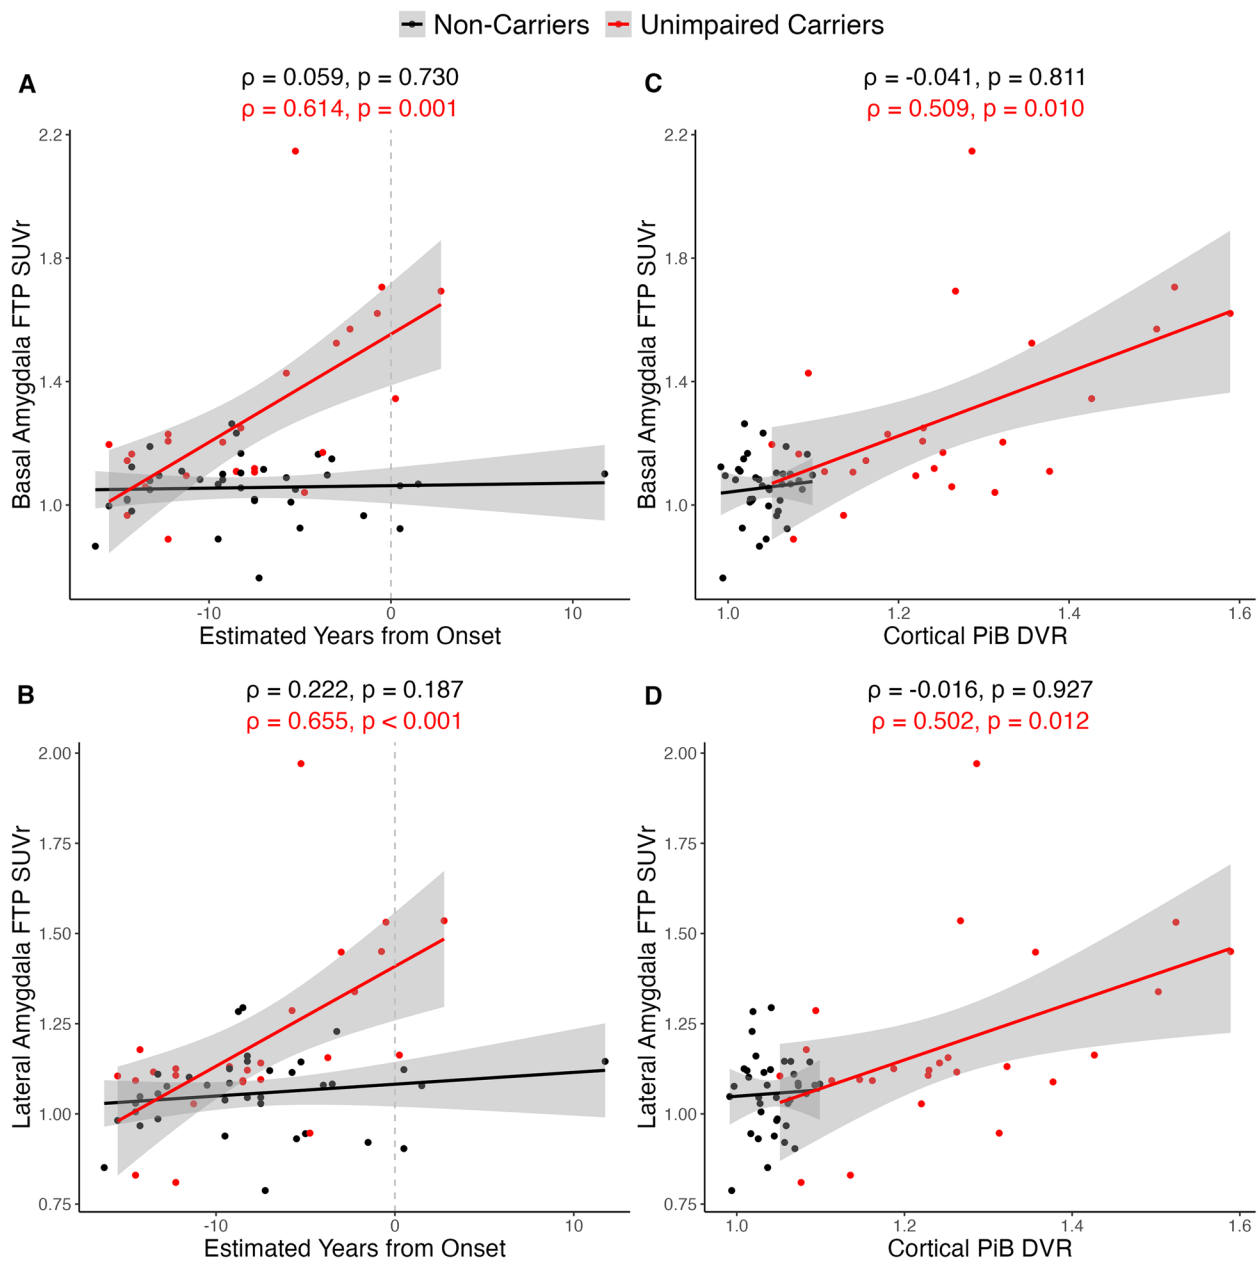 Non-Carriers Unimpaired Carriers
A
ρ = 0.059, p = 0.730
ρ = 0.614, p = 0.001
2.2
1.8
1.4
1.0
Basal Amygdala FTP SUVr
-10 0 10
Estimated Years from Onset
C
ρ = -0.041, p = 0.811
ρ = 0.509, p = 0.010
2.2
1.8
1.4
1.0
Basal Amygdala FTP SUVr
1.0 1.2 1.4 1.6
Cortical PiB DVR
B
ρ = 0.222, p = 0.187
ρ = 0.655, p < 0.001
2.00
1.75
1.50
1.25
1.00
0.75
Lateral Amygdala FTP SUVr
-10 0 10
Estimated Years from Onset
D
ρ = -0.016, p = 0.927
ρ = 0.502, p = 0.012
2.00
1.75
1.50
1.25
1.00
0.75
Lateral Amygdala FTP SUVr
1.0 1.2 1.4 1.6
Cortical PiB DVR